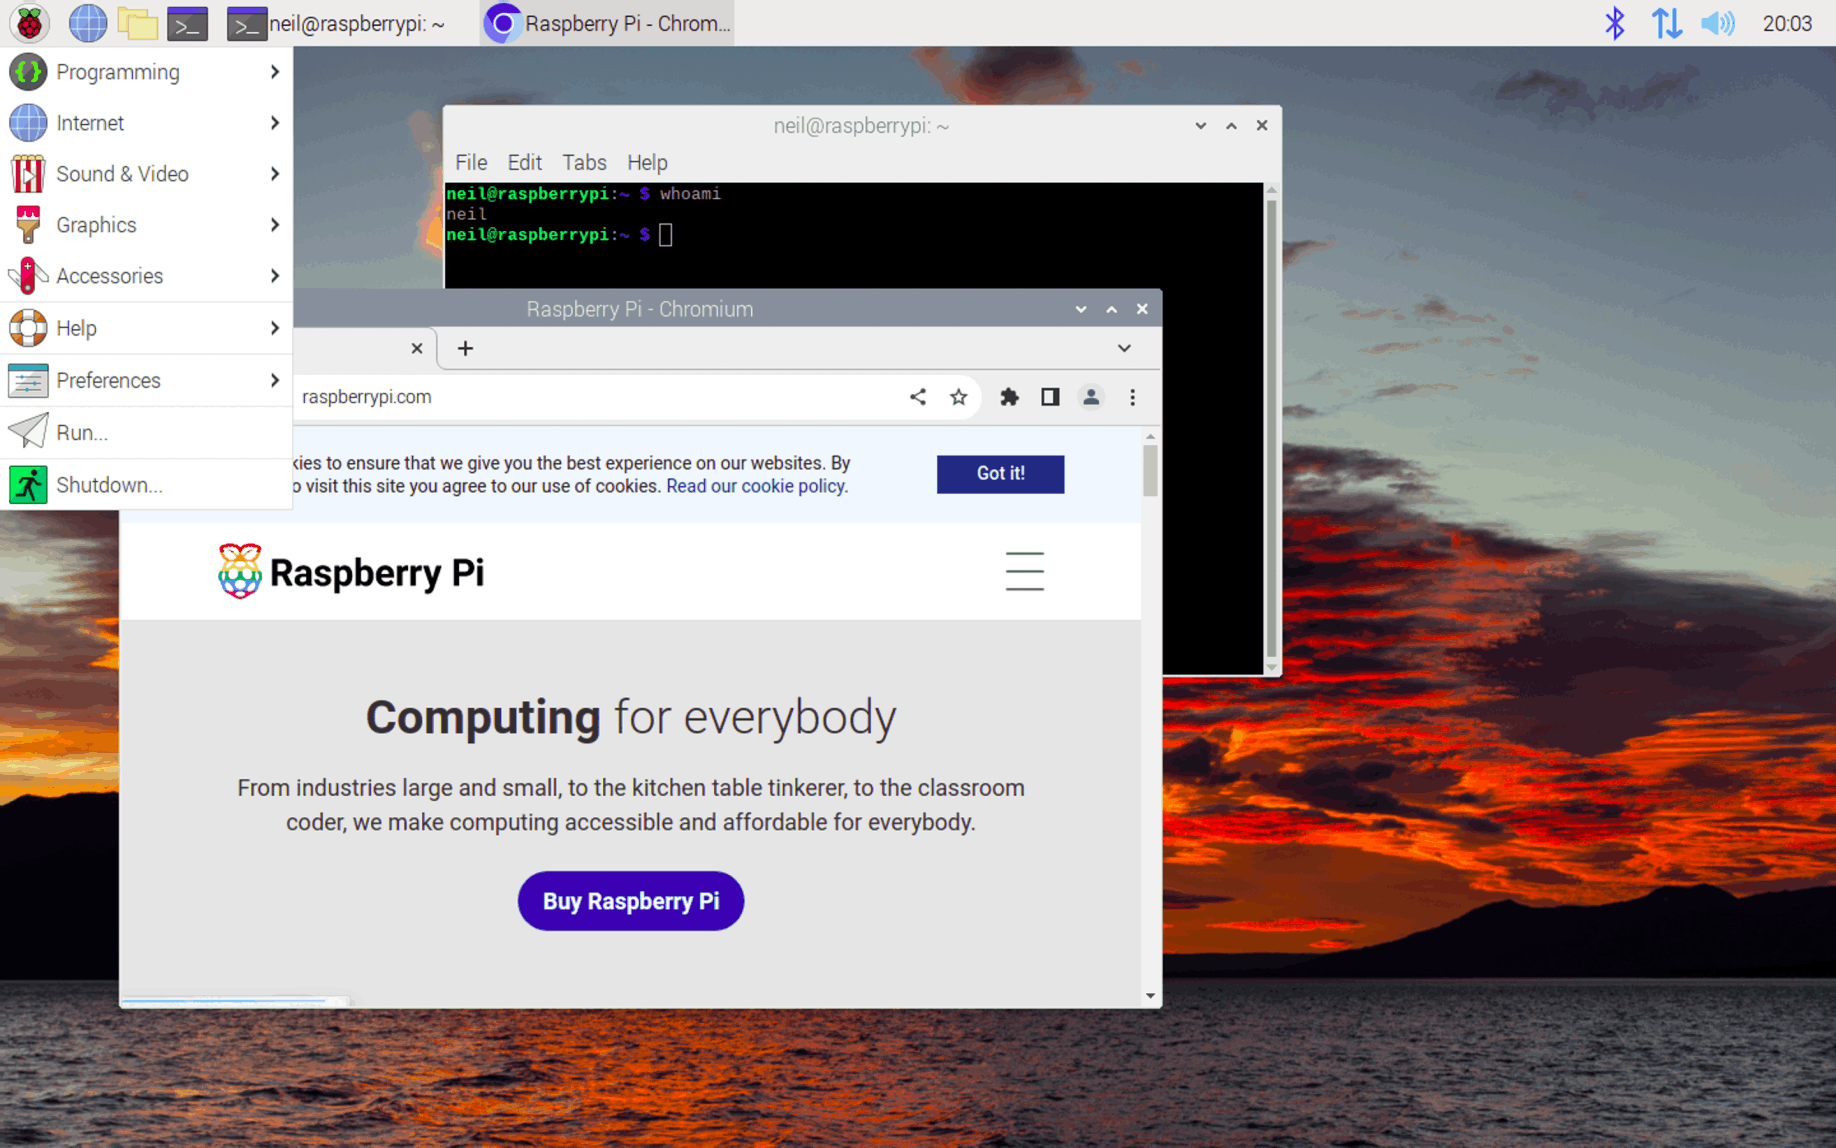 neil@raspberrypi: ~
Raspberry Pi - Chrom...
20:03
Programming
Internet
Sound & Video
Graphics
Accessories
Help
Preferences
Run...
Shutdown...
neil@raspberrypi: ~
File Edit Tabs Help
neil@raspberrypi:~ $ whoami
neil
neil@raspberrypi:~ $
Raspberry Pi - Chromium
raspberrypi.com
kies to ensure that we give you the best experience on our websites. By
o visit this site you agree to our use of cookies. Read our cookie policy.
Got it!
Raspberry Pi
Computing for everybody
From industries large and small, to the kitchen table tinkerer, to the classroom
coder, we make computing accessible and affordable for everybody.
Buy Raspberry Pi